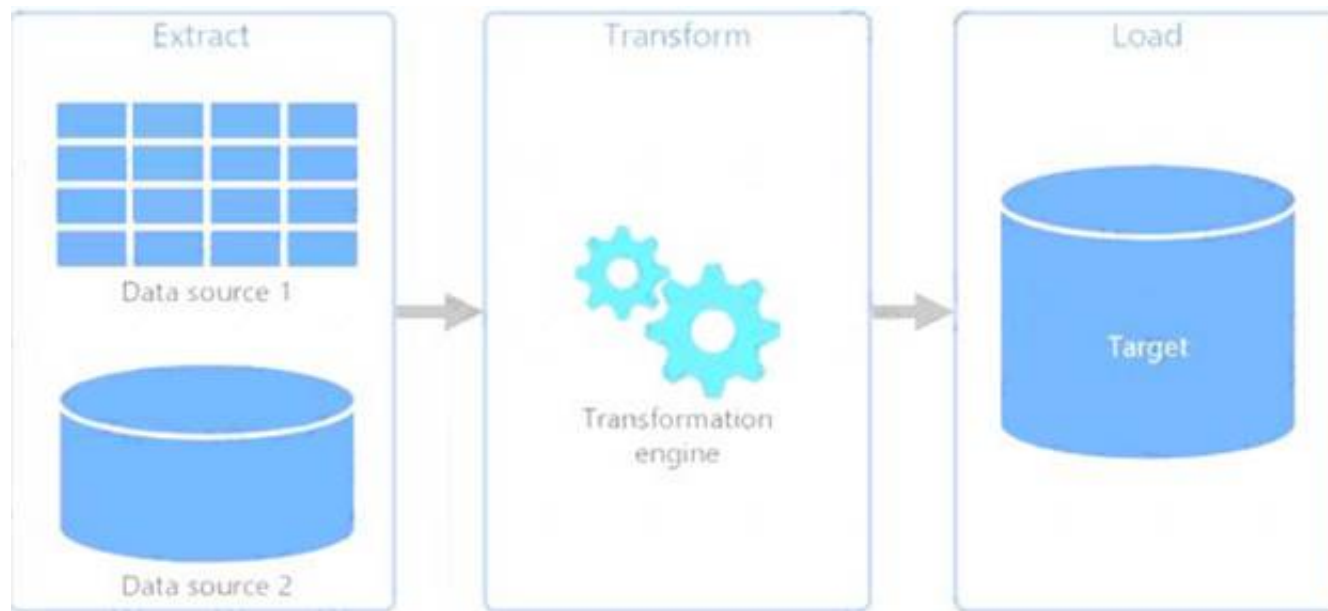 Extract
Data source 1
Data source 2
Transform
Transformation
engine
Load
Target